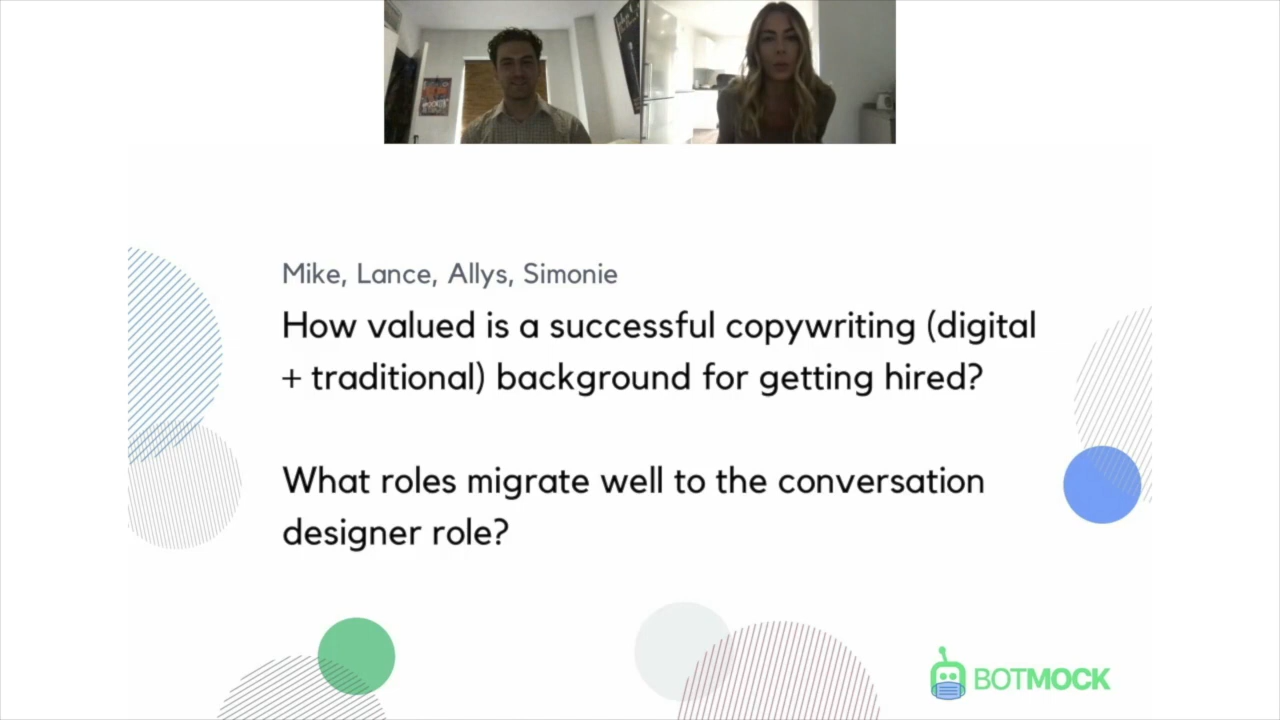 Mike, Lance, Allys, Simonie
How valued is a successful copywriting (digital
+ traditional) background for getting hired?
What roles migrate well to the conversation
designer role?
BOTMOCK